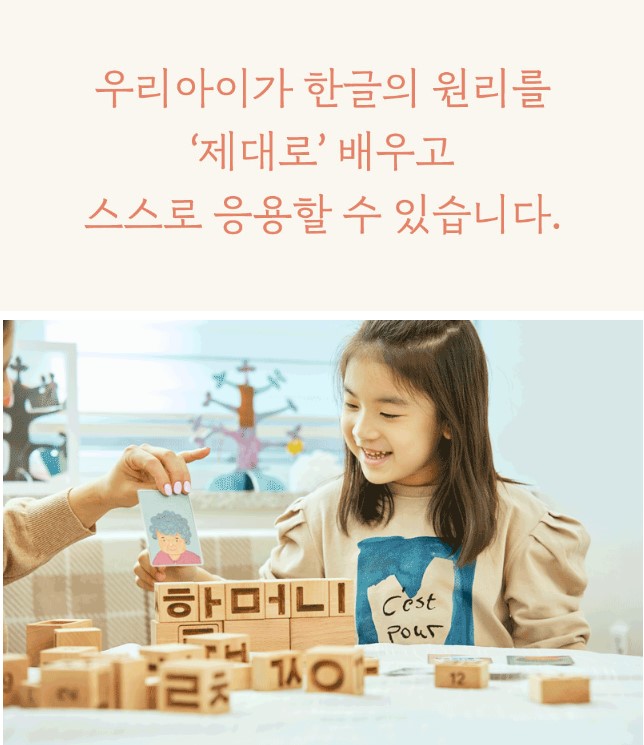 우리아이가 한글의 원리를
‘제대로’ 배우고
스스로 응용할 수 있습니다.
하머니
C'est
pour
ㄹ
ㅇ
12